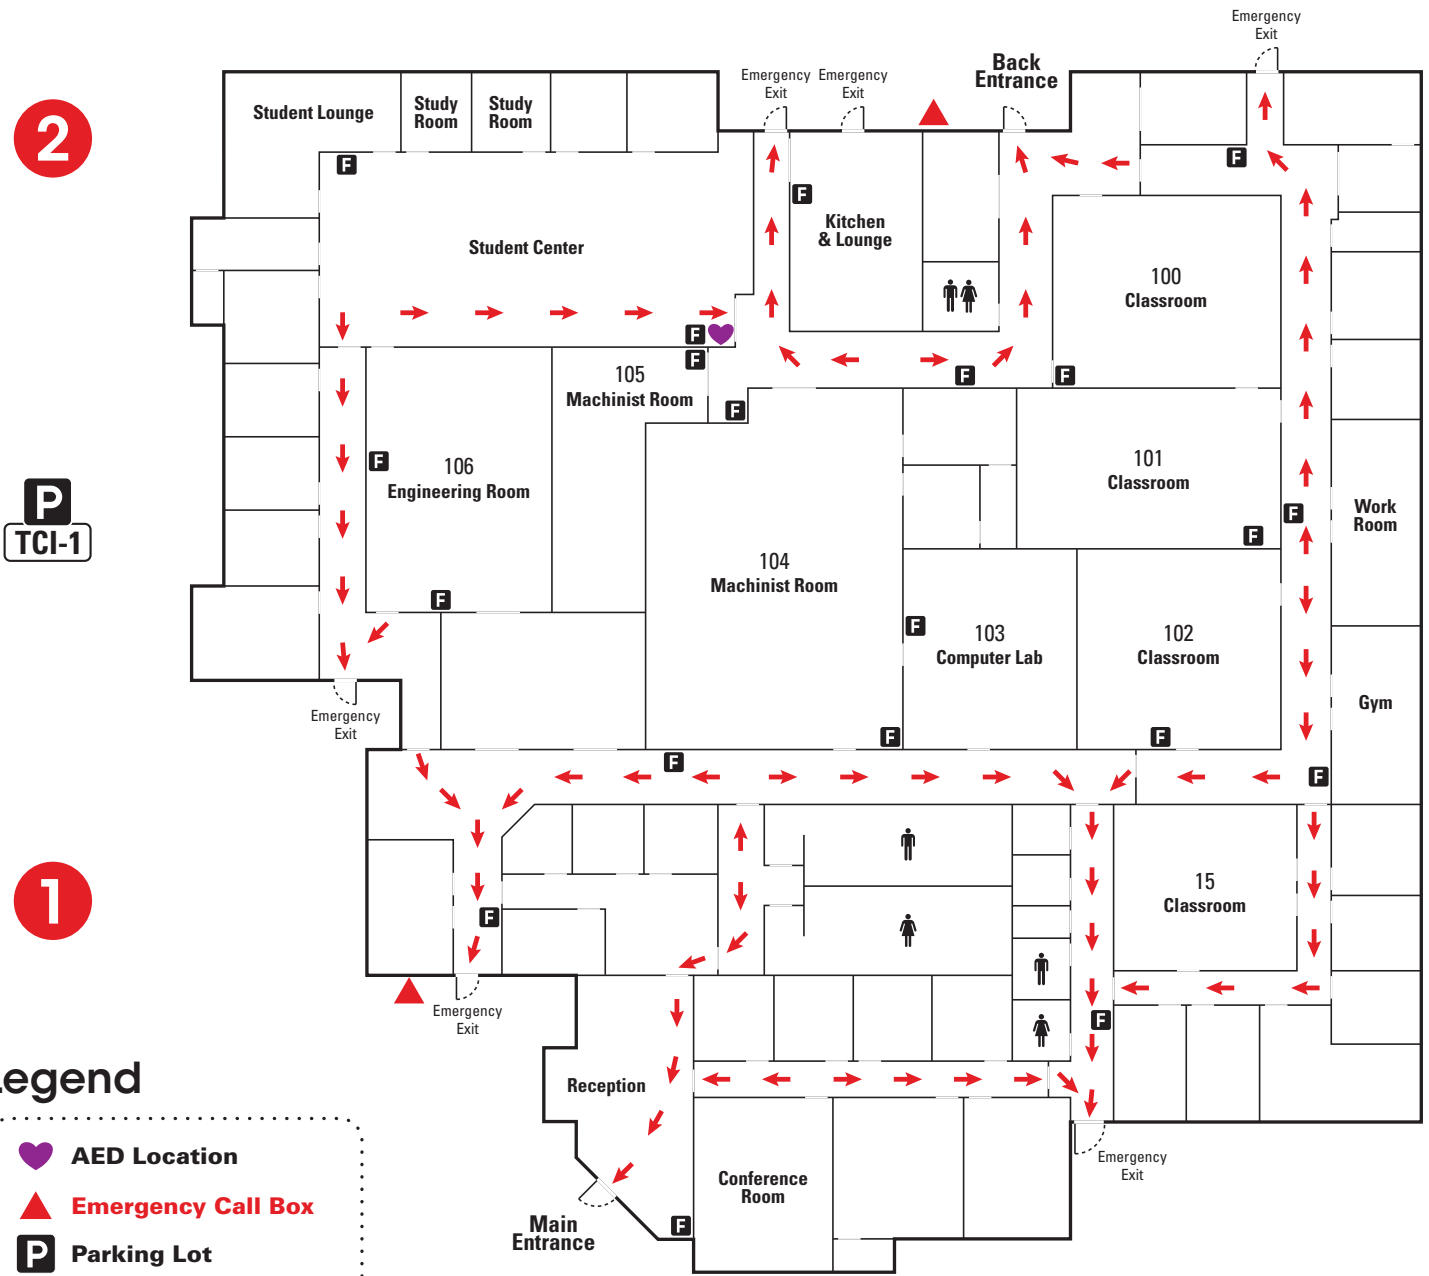 Emergency
Exit
Back
Entrance
Emergency
Exit
Emergency
Exit
2
Student Lounge
Study
Room
Study
Room
F
F
F
Kitchen
& Lounge
Student Center
100
Classroom
F
F
105
Machinist Room
F
F
F
106
Engineering Room
F
101
Classroom
F
F
Work
Room
P
TCI-1
104
Machinist Room
F
F
103
Computer Lab
102
Classroom
Gym
Emergency
Exit
F
F
F
F
15
Classroom
1
F
Emergency
Exit
F
Legend
Reception
AED Location
Emergency Call Box
P Parking Lot
Conference
Room
Emergency
Exit
Main
Entrance
F